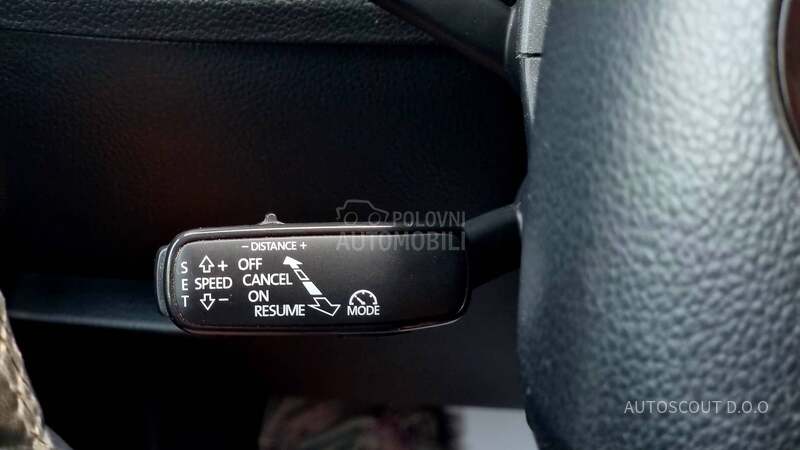 POLOVNI
AUTOMOBILI
− DISTANCE +
S E T
+ OFF
SPEED CANCEL
− ON
RESUME
MODE
AUTOSCOUT D.O.O